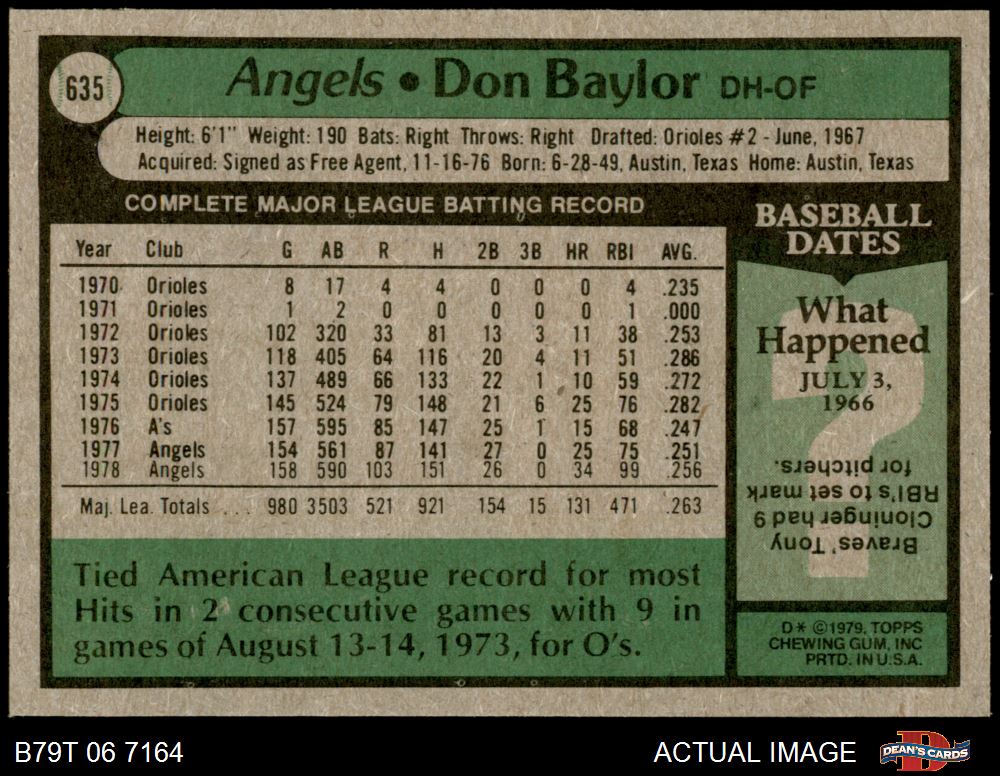 635
Angels • Don Baylor DH-OF
Height: 6'1" Weight: 190 Bats: Right Throws: Right Drafted: Orioles #2 - June, 1967
Acquired: Signed as Free Agent, 11-16-76 Born: 6-28-49, Austin, Texas Home: Austin, Texas
COMPLETE MAJOR LEAGUE BATTING RECORD
Year Club G AB R H 2B 3B HR RBI AVG.
1970 Orioles 8 17 4 4 0 0 0 4 .235
1971 Orioles 1 2 0 0 0 0 0 1 .000
1972 Orioles 102 320 33 81 13 3 11 38 .253
1973 Orioles 118 405 64 116 20 4 11 51 .286
1974 Orioles 137 489 66 133 22 1 10 59 .272
1975 Orioles 145 524 79 148 21 6 25 76 .282
1976 A's 157 595 85 147 25 1 15 68 .247
1977 Angels 154 561 87 141 27 0 25 75 .251
1978 Angels 158 590 103 151 26 0 34 99 .256
Maj. Lea. Totals . . . 980 3503 521 921 154 15 131 471 .263
Tied American League record for most
Hits in 2 consecutive games with 9 in
games of August 13-14, 1973, for O's.
BASEBALL
DATES
What
Happened
JULY 3,
1966
?
Braves' Tony
Cloninger had 9
RBI's to set mark
for pitchers.
D* ©1979, TOPPS
CHEWING GUM, INC
PRTD. IN U.S.A.
B79T 06 7164
ACTUAL IMAGE
D
DEAN'S CARDS